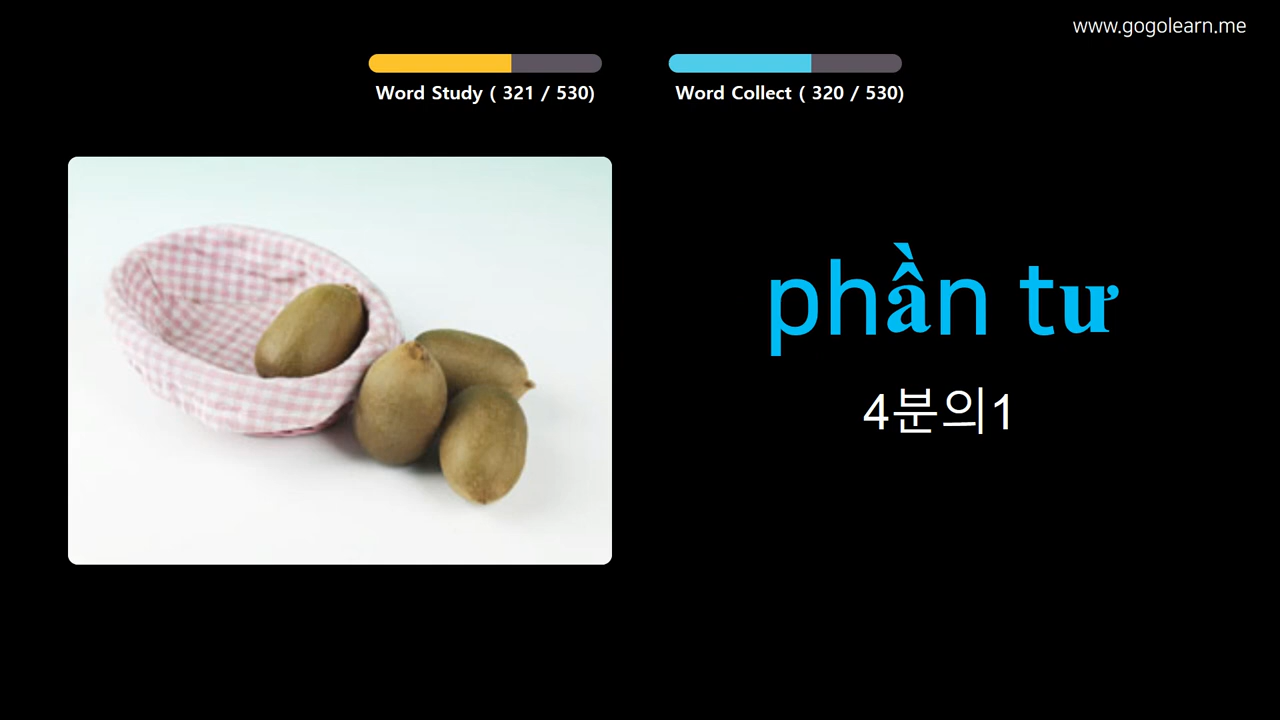 www.gogolearn.me
Word Study ( 321 / 530)
Word Collect ( 320 / 530)
phần tư
4분의1